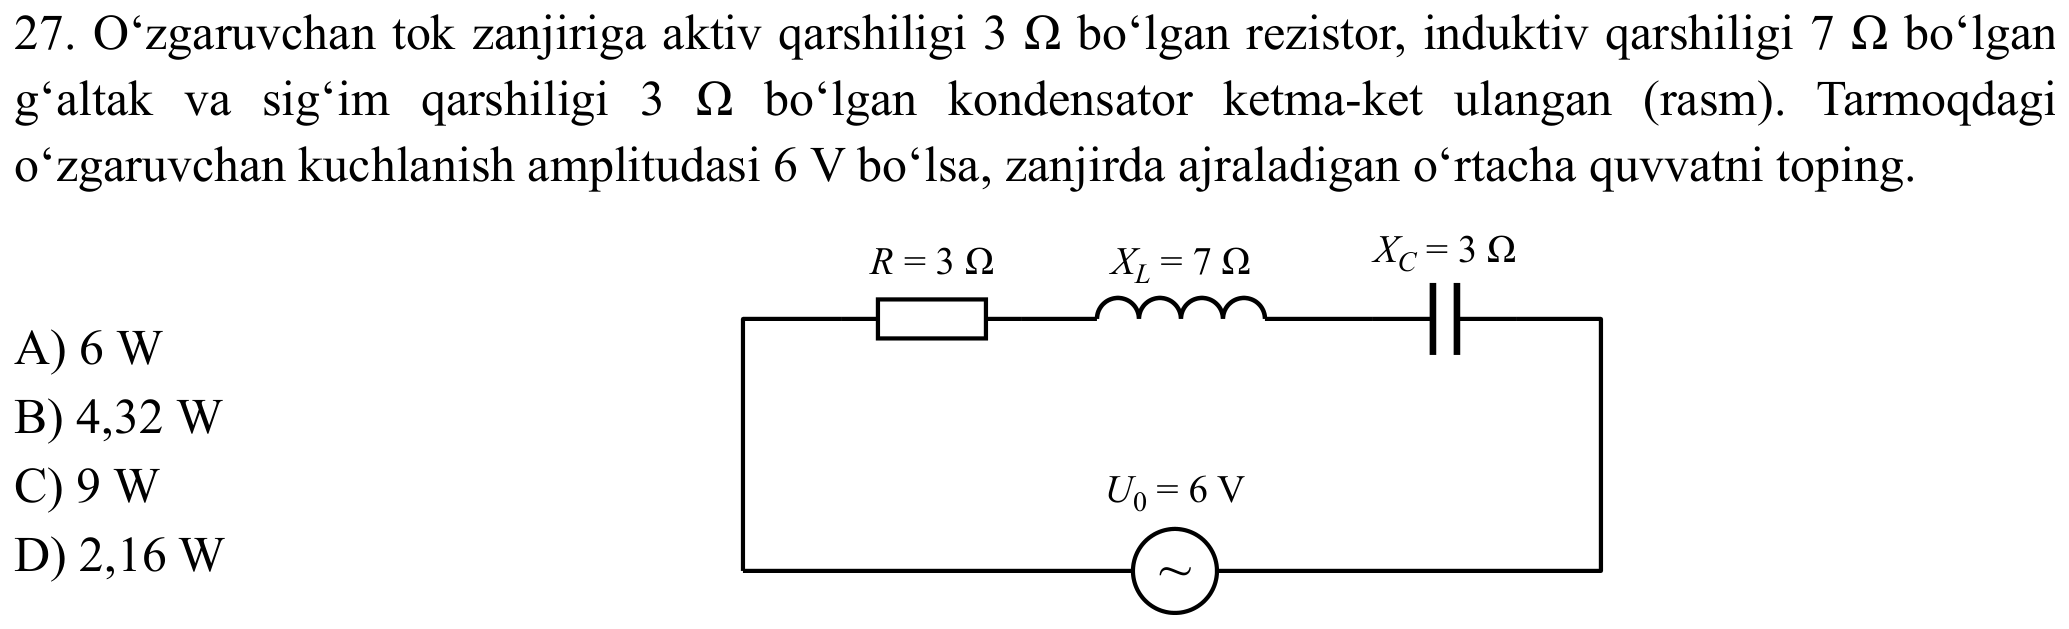 27. O‘zgaruvchan tok zanjiriga aktiv qarshiligi 3 Ω bo‘lgan rezistor, induktiv qarshiligi 7 Ω bo‘lgan
g‘altak va sig‘im qarshiligi 3 Ω bo‘lgan kondensator ketma-ket ulangan (rasm). Tarmoqdagi
o‘zgaruvchan kuchlanish amplitudasi 6 V bo‘lsa, zanjirda ajraladigan o‘rtacha quvvatni toping.
R = 3 Ω
X_L = 7 Ω
X_C = 3 Ω
A) 6 W
B) 4,32 W
C) 9 W
D) 2,16 W
U_0 = 6 V
~